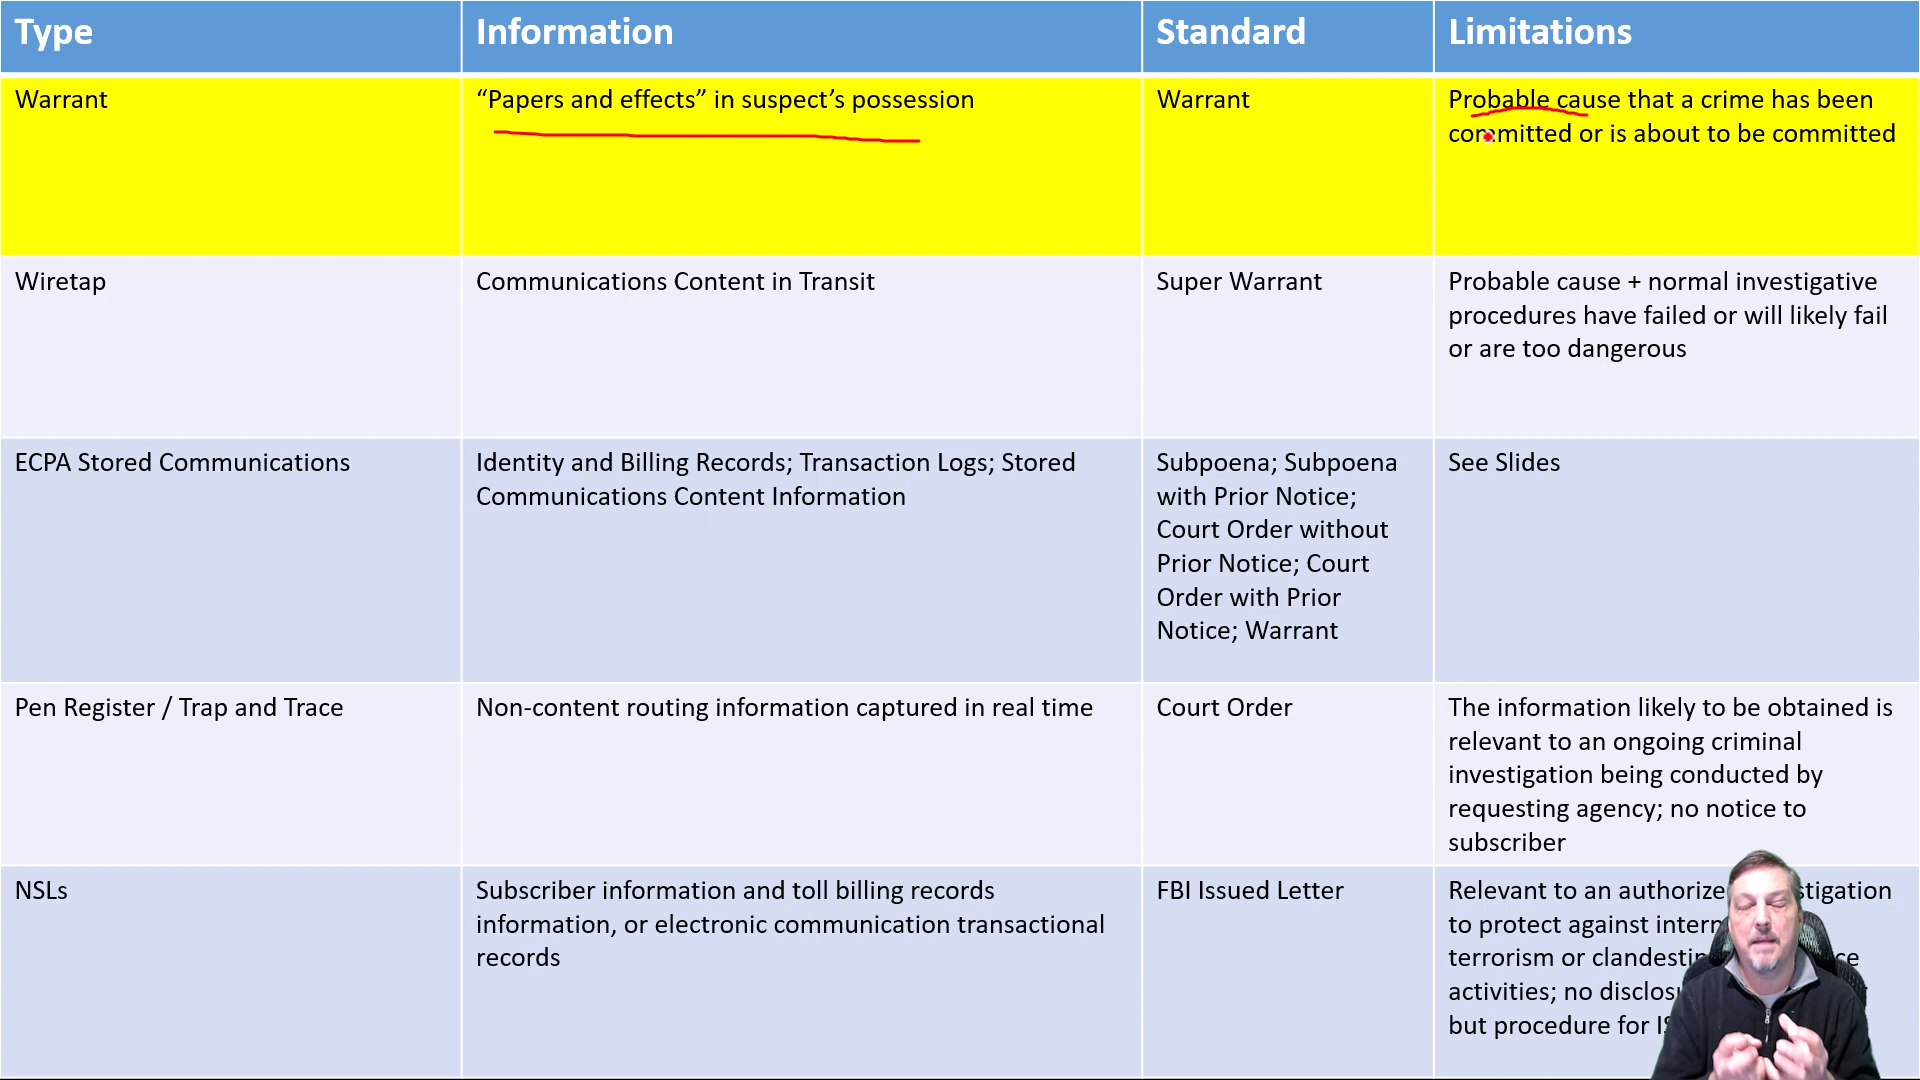 Type
Information
Standard
Limitations
Warrant
“Papers and effects” in suspect’s possession
Warrant
Probable cause that a crime has been
committed or is about to be committed
Wiretap
Communications Content in Transit
Super Warrant
Probable cause + normal investigative
procedures have failed or will likely fail
or are too dangerous
ECPA Stored Communications
Identity and Billing Records; Transaction Logs; Stored
Communications Content Information
Subpoena; Subpoena
with Prior Notice;
Court Order without
Prior Notice; Court
Order with Prior
Notice; Warrant
See Slides
Pen Register / Trap and Trace
Non-content routing information captured in real time
Court Order
The information likely to be obtained is
relevant to an ongoing criminal
investigation being conducted by
requesting agency; no notice to
subscriber
NSLs
Subscriber information and toll billing records
information, or electronic communication transactional
records
FBI Issued Letter
Relevant to an
to protect against
terrorism or
activities; no
but procedure for